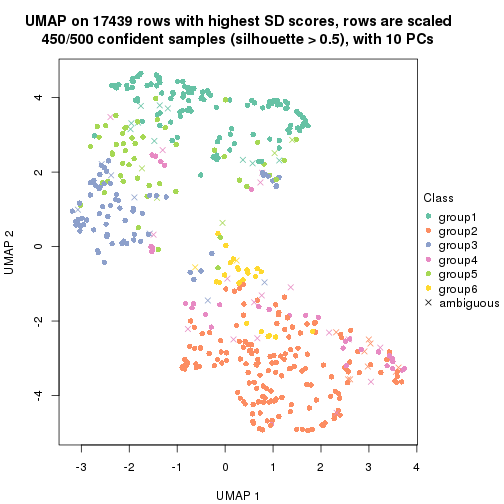 UMAP on 17439 rows with highest SD scores, rows are scaled
450/500 confident samples (silhouette > 0.5), with 10 PCs
4
2
0
-2
-4
UMAP 2
-3
-2
-1
0
1
2
3
4
UMAP 1
Class
group1
group2
group3
group4
group5
group6
ambiguous